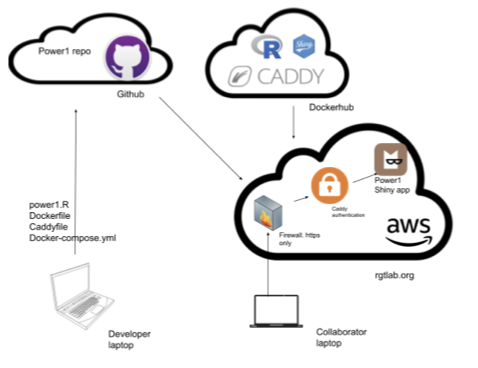 Power1 repo
Github
R
Shiny
CADDY
Dockerhub
power1.R
Dockerfile
Caddyfile
Docker-compose.yml
Firewall. https
only
Caddy
authentication
Power1
Shiny app
aws
rgtlab.org
Developer
laptop
Collaborator
laptop